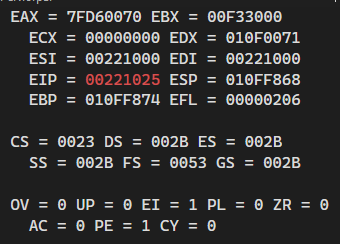 EAX = 7FD60070 EBX = 00F33000
ECX = 00000000 EDX = 010F0071
ESI = 00221000 EDI = 00221000
EIP = 00221025 ESP = 010FF868
EBP = 010FF874 EFL = 00000206
CS = 0023 DS = 002B ES = 002B
SS = 002B FS = 0053 GS = 002B
OV = 0 UP = 0 EI = 1 PL = 0 ZR = 0
AC = 0 PE = 1 CY = 0